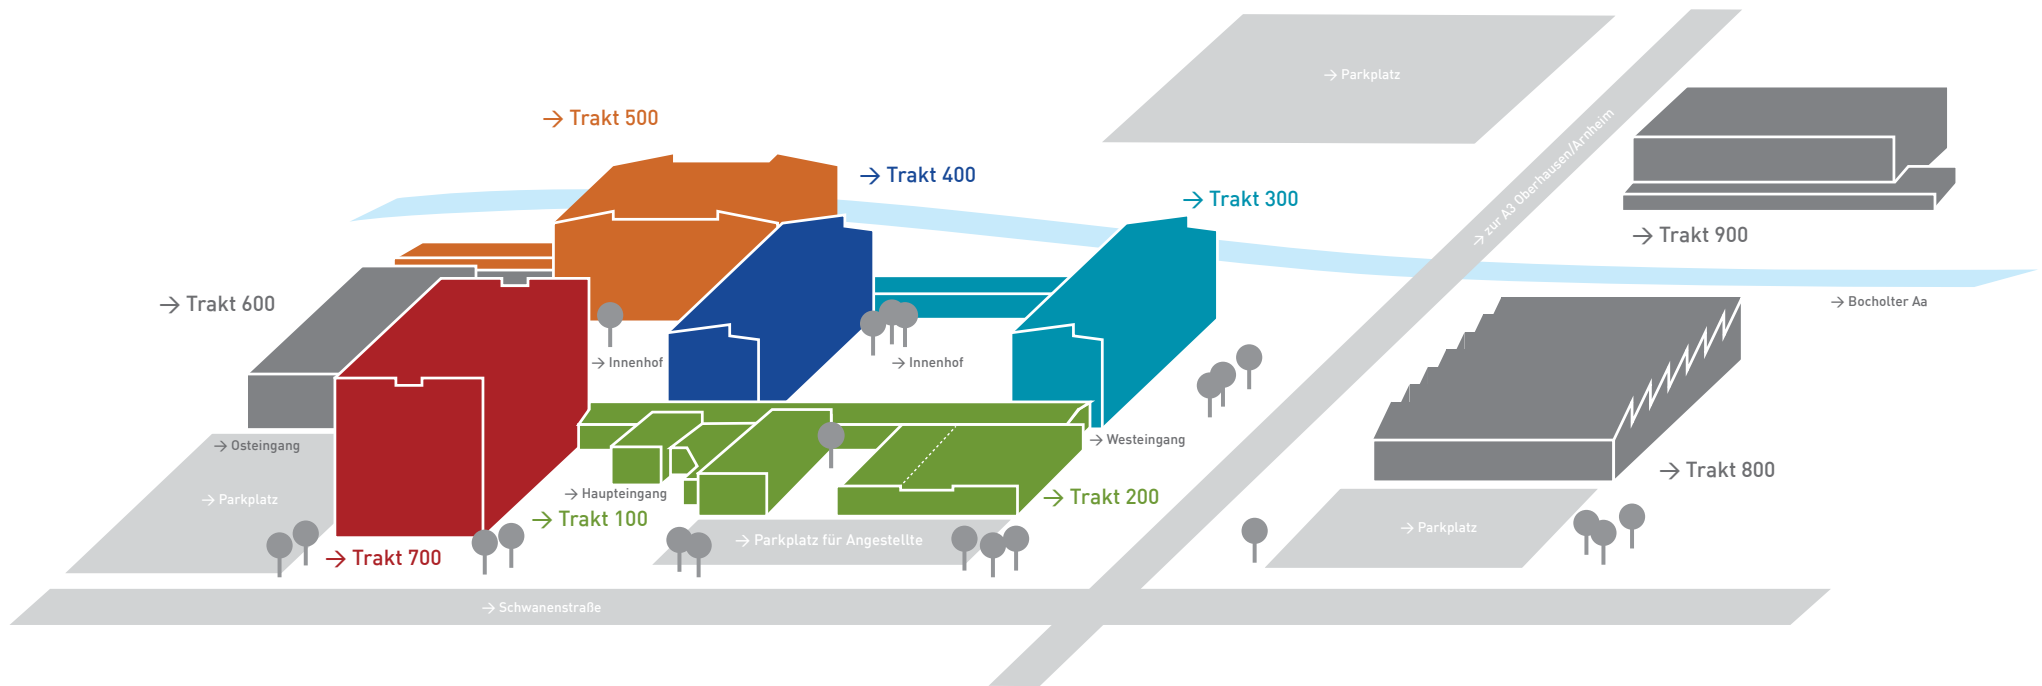 → Parkplatz
→ Trakt 500
→ zur A3 Oberhausen/Arnheim
→ Trakt 400
→ Trakt 300
→ Trakt 900
→ Trakt 600
→ Bocholter Aa
→ Innenhof
→ Innenhof
→ Osteingang
→ Westeingang
→ Trakt 800
→ Parkplatz
→ Haupteingang
→ Trakt 200
→ Trakt 100
→ Parkplatz
→ Parkplatz für Angestellte
→ Trakt 700
→ Schwanenstraße